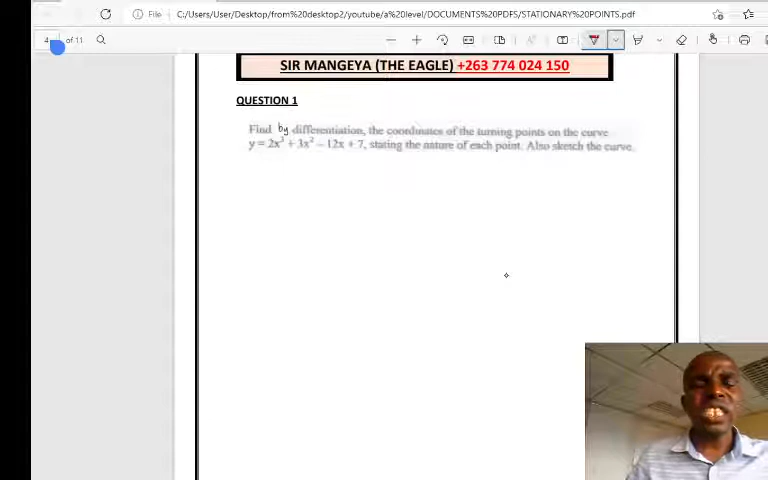 File
C:/Users/User/Desktop/from%20desktop2/youtube/a%20level/DOCUMENTS%20PDFS/STATIONARY%20POINTS.pdf
4 of 11
SIR MANGEYA (THE EAGLE) +263 774 024 150
QUESTION 1
Find by differentiation, the coordinates of the turning points on the curve
y = 2x³ + 3x² – 12x + 7, stating the nature of each point. Also sketch the curve.